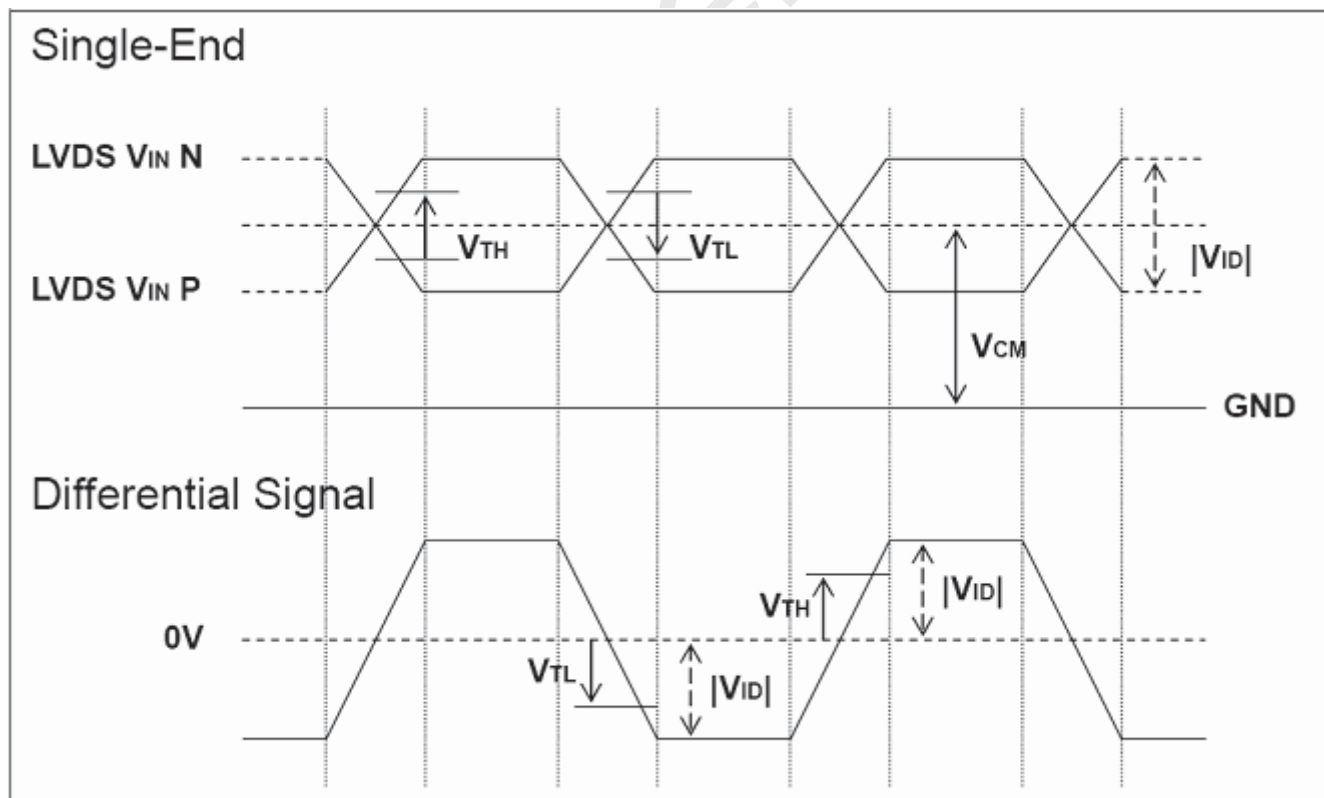 Single-End
LVDS VIN N
VTH
VTL
|VID|
LVDS VIN P
VCM
GND
Differential Signal
VTH
|VID|
0V
VTL
|VID|